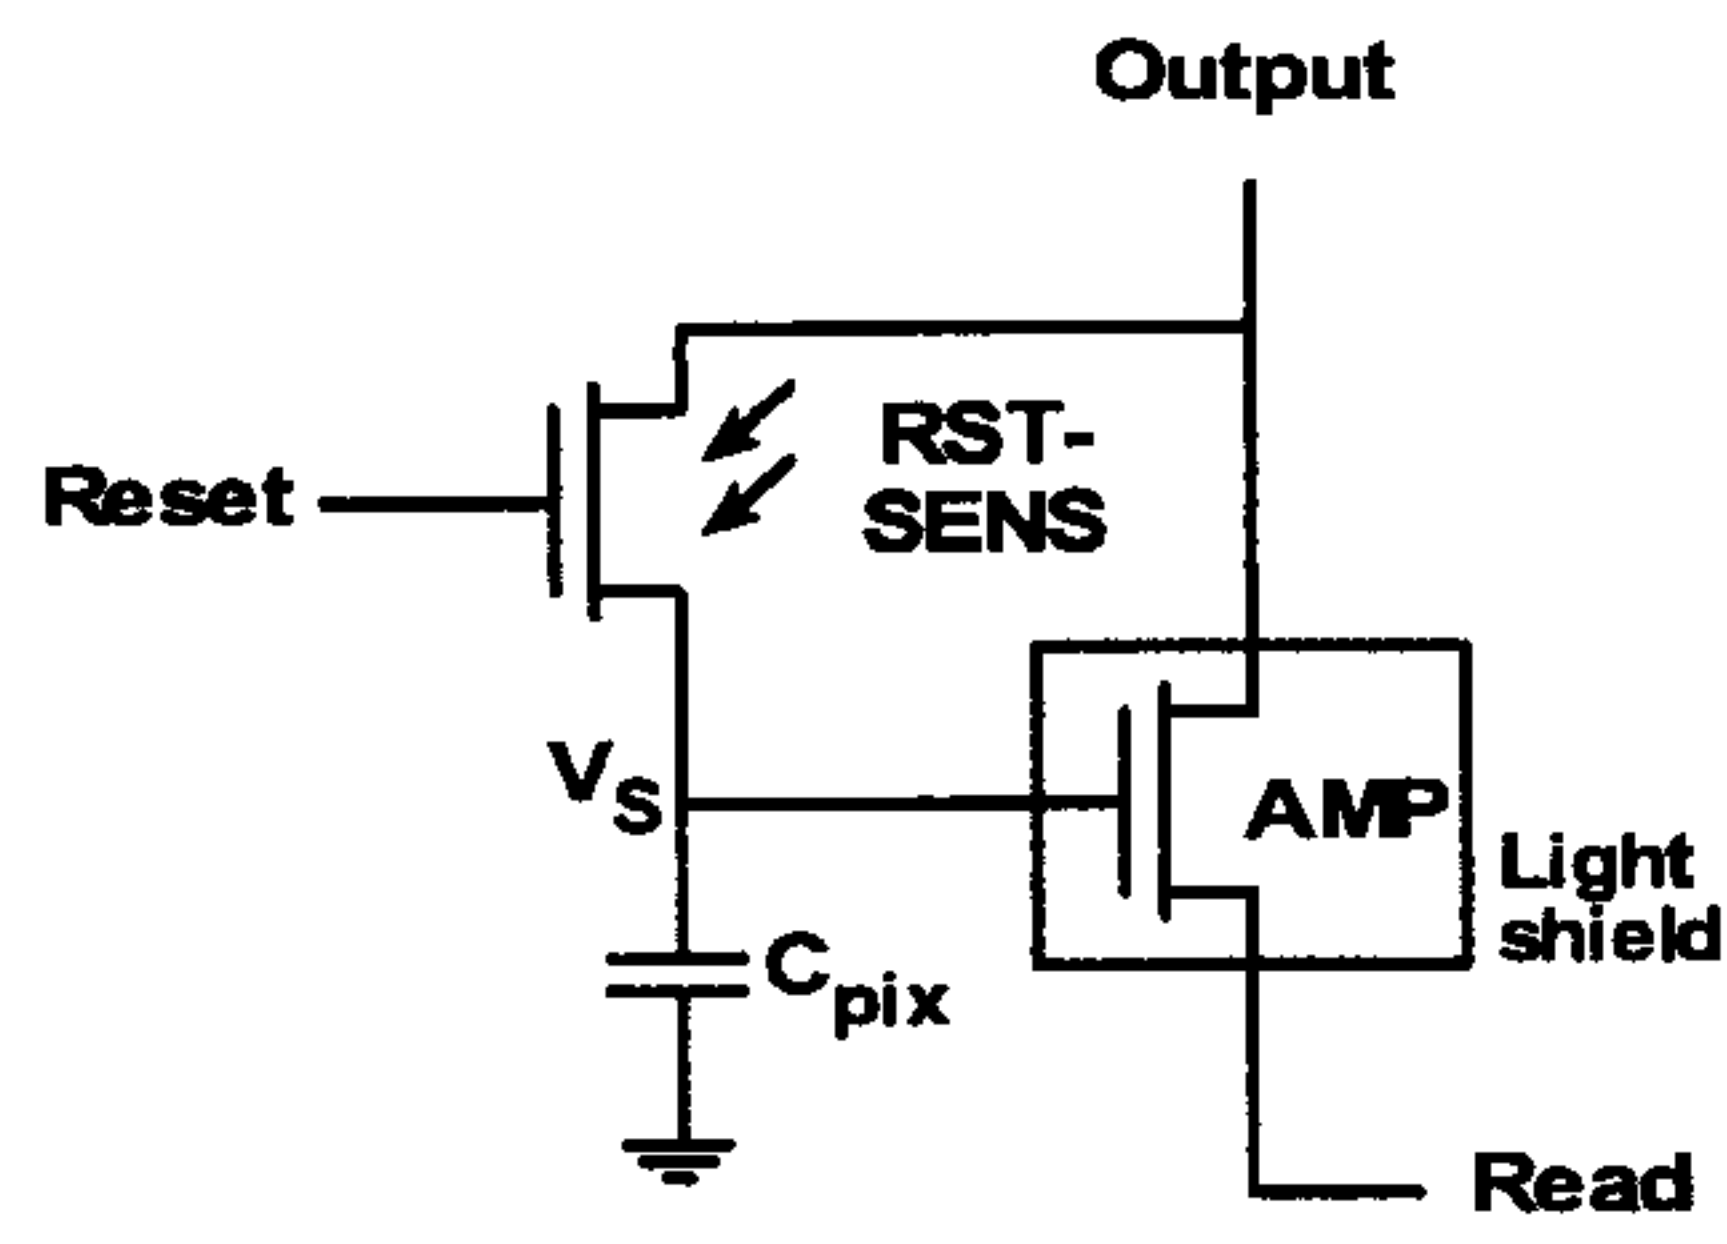 Output
RST-
SENS
Reset
VS
AMP
Light
shield
Cpix
Read